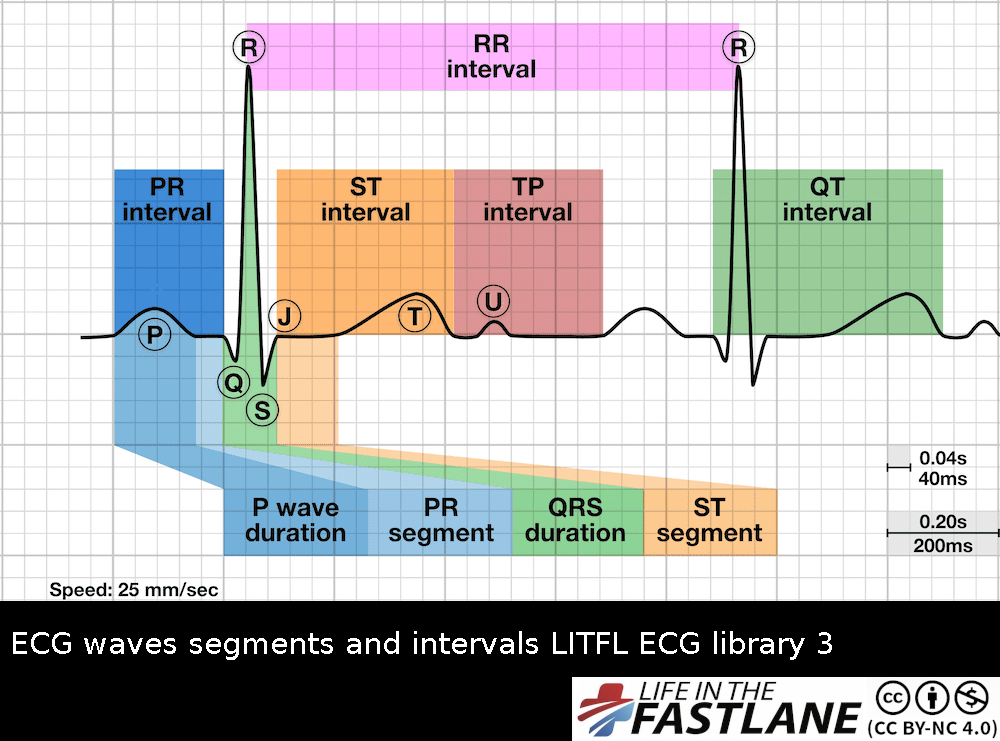 R
RR
interval
R
PR
interval
ST
interval
TP
interval
QT
interval
P
J
T
U
Q
S
0.04s
40ms
P wave
duration
PR
segment
QRS
duration
ST
segment
0.20s
200ms
Speed: 25 mm/sec
ECG waves segments and intervals LITFL ECG library 3
LIFE IN THE
FASTLANE
cc
$
(CC BY-NC 4.0)